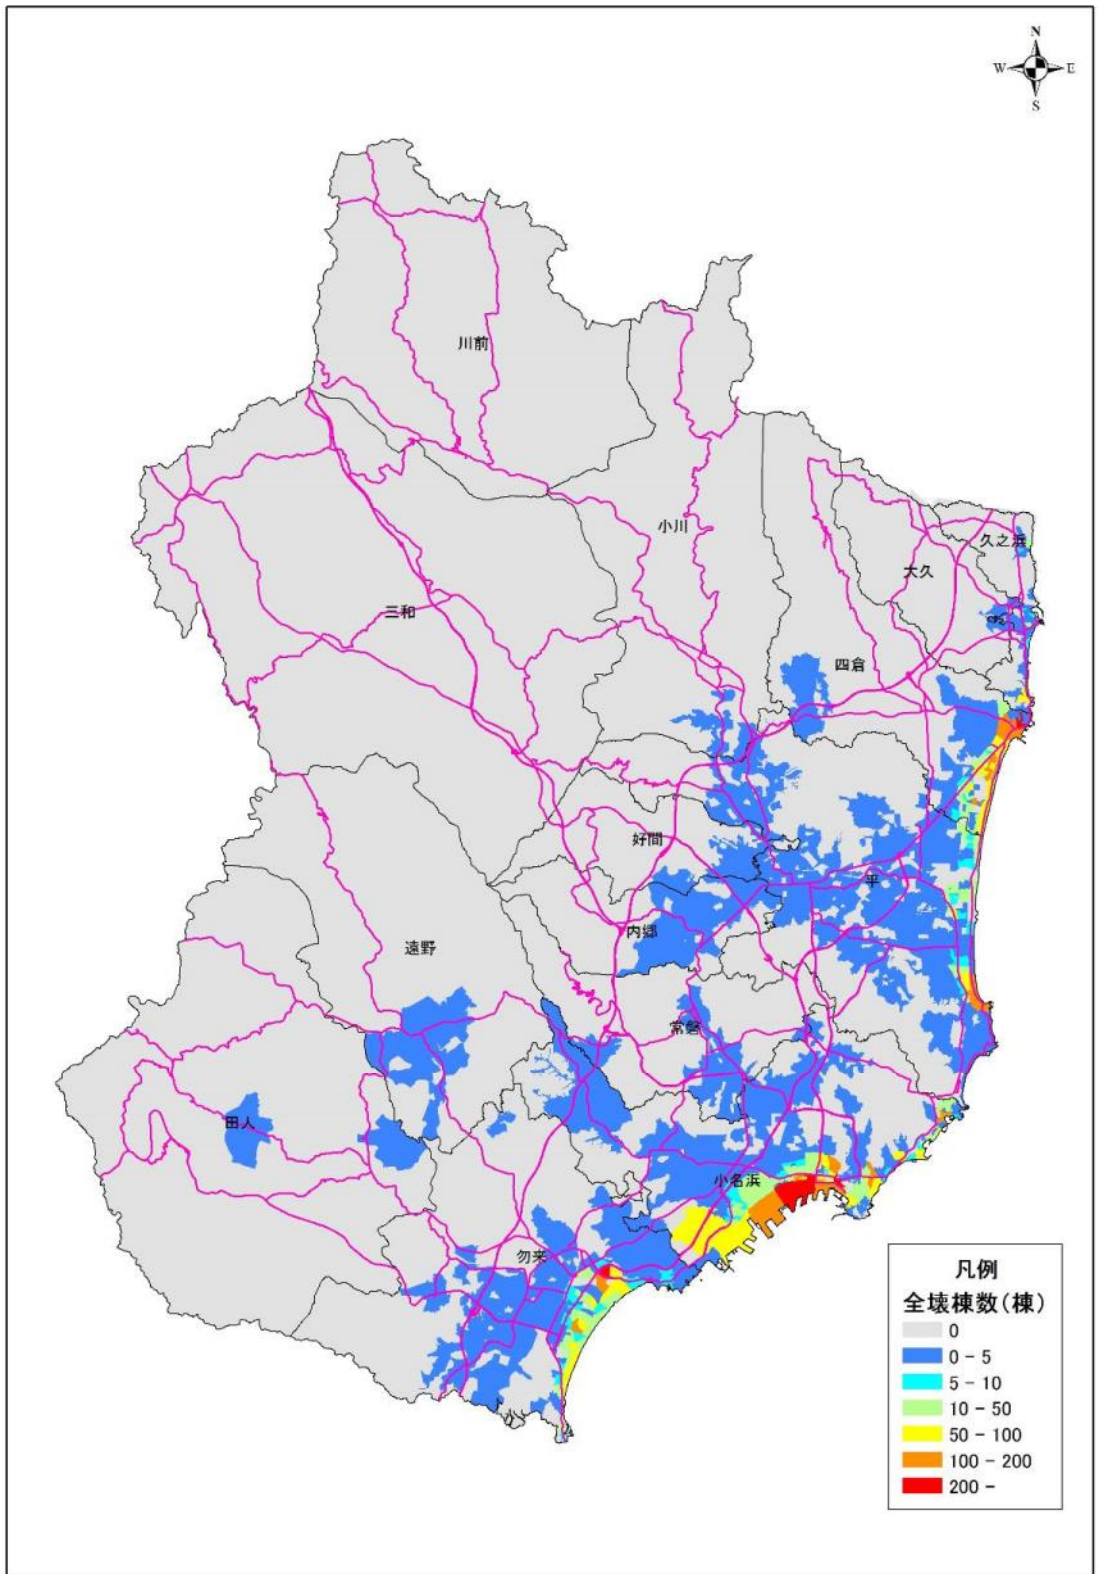 N
W E
S
川前
小川
久之浜
大久
三和
四倉
好間
平
内郷
遠野
常磐
田人
小名浜
勿来
凡例
全壊棟数(棟)
0
0 - 5
5 - 10
10 - 50
50 - 100
100 - 200
200 -